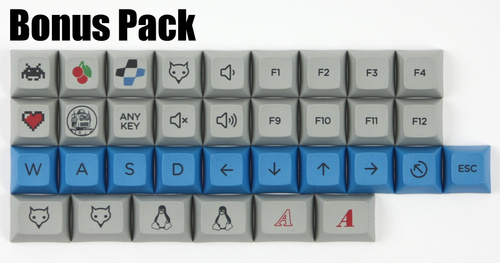 Bonus Pack
F1 F2 F3 F4
ANY
KEY
F9 F10 F11 F12
W A S D ← ↓ ↑ → ESC
A A